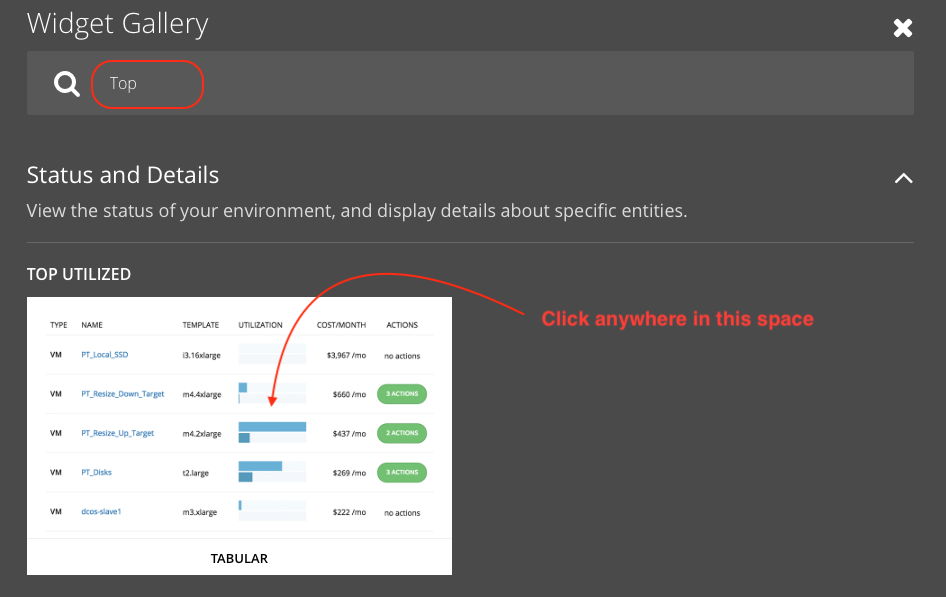 Widget Gallery
Top
Status and Details
View the status of your environment, and display details about specific entities.
TOP UTILIZED
Click anywhere in this space
TYPE NAME TEMPLATE UTILIZATION COST/MONTH ACTIONS
VM PT_Local_SSD i3.16xlarge $3,967 /mo no actions
VM PT_Resize_Down_Target m4.4xlarge $660 /mo 3 ACTIONS
VM PT_Resize_Up_Target m4.2xlarge $437 /mo 2 ACTIONS
VM PT_Disks t2.large $269 /mo 3 ACTIONS
VM dcos-slave1 m3.xlarge $222 /mo no actions
TABULAR